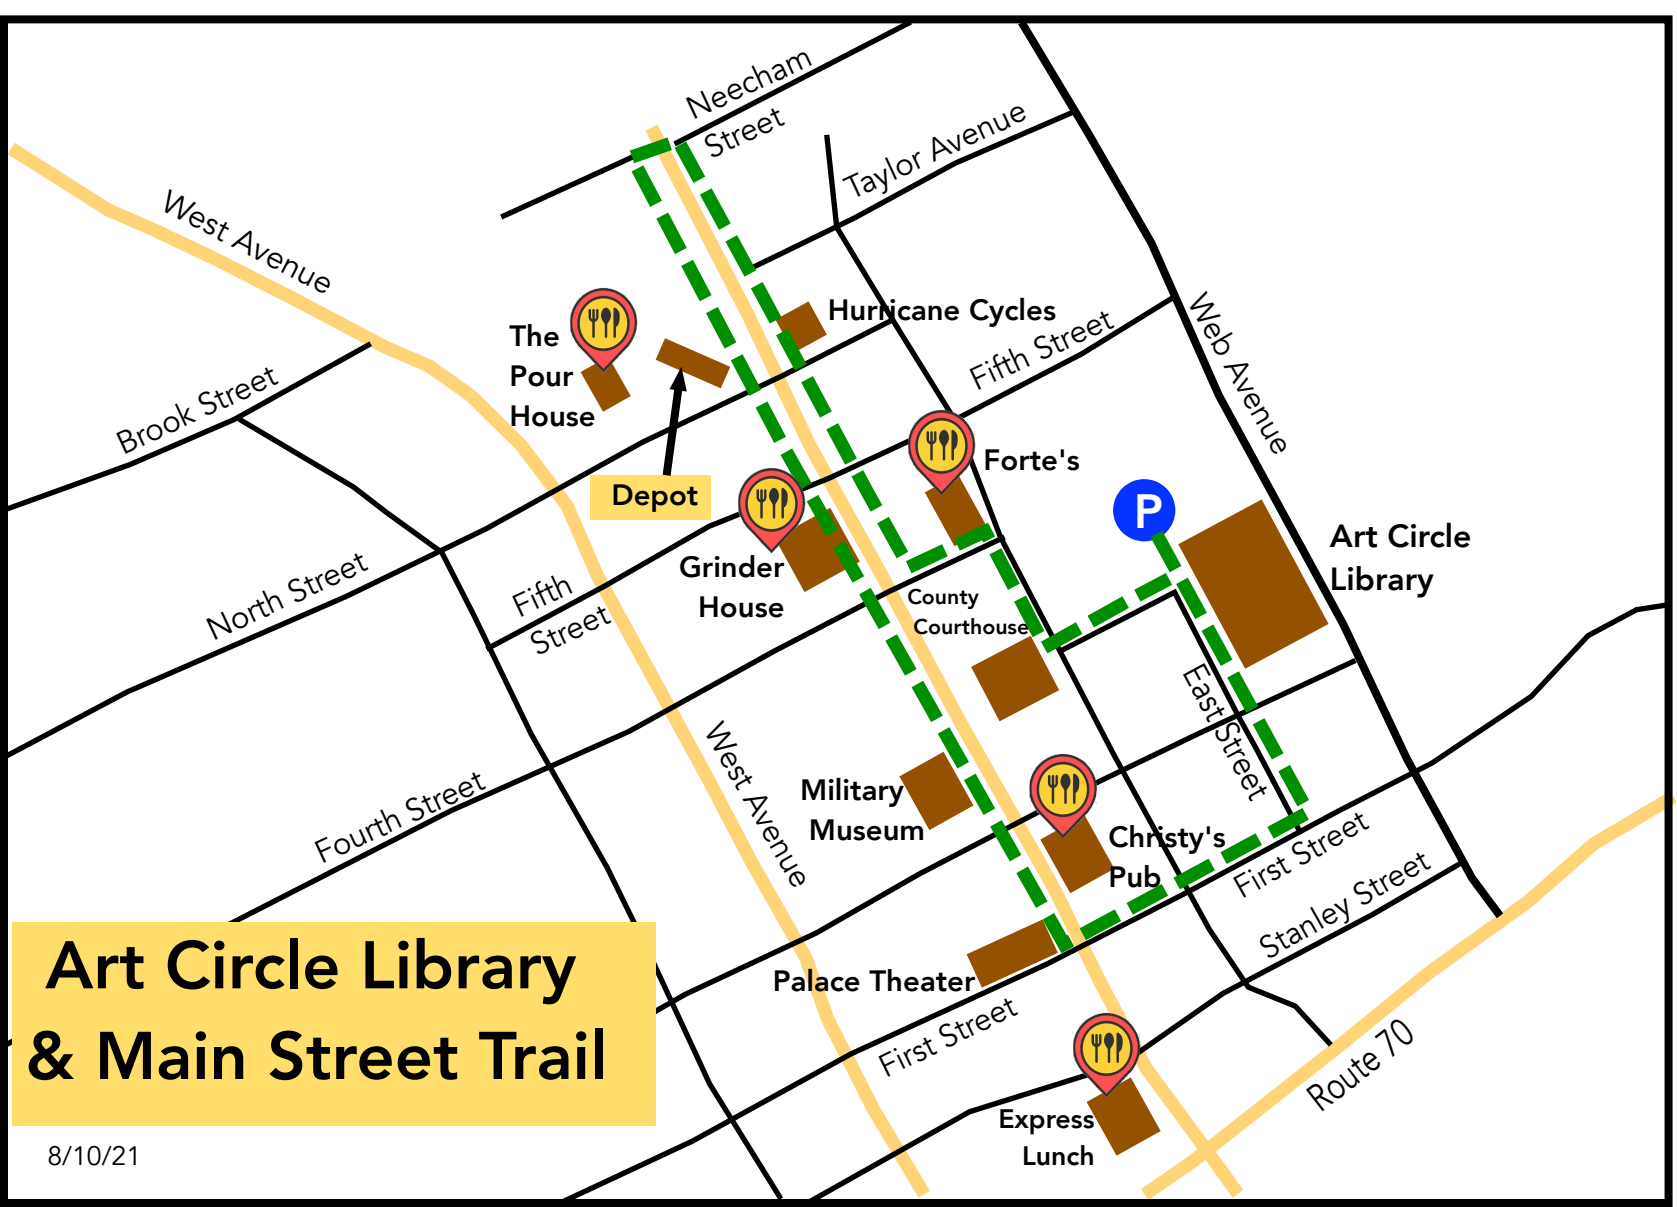 Neecham
Street
Taylor Avenue
West Avenue
Hurricane Cycles
The
Pour
House
Fifth Street
Web Avenue
Brook Street
Forte's
Depot
P
Art Circle
Library
Grinder
House
County
Courthouse
North Street
Fifth
Street
East Street
West Avenue
Military
Museum
Fourth Street
Christy's
Pub
First Street
Stanley Street
Art Circle Library
& Main Street Trail
Palace Theater
First Street
Route 70
Express
Lunch
8/10/21